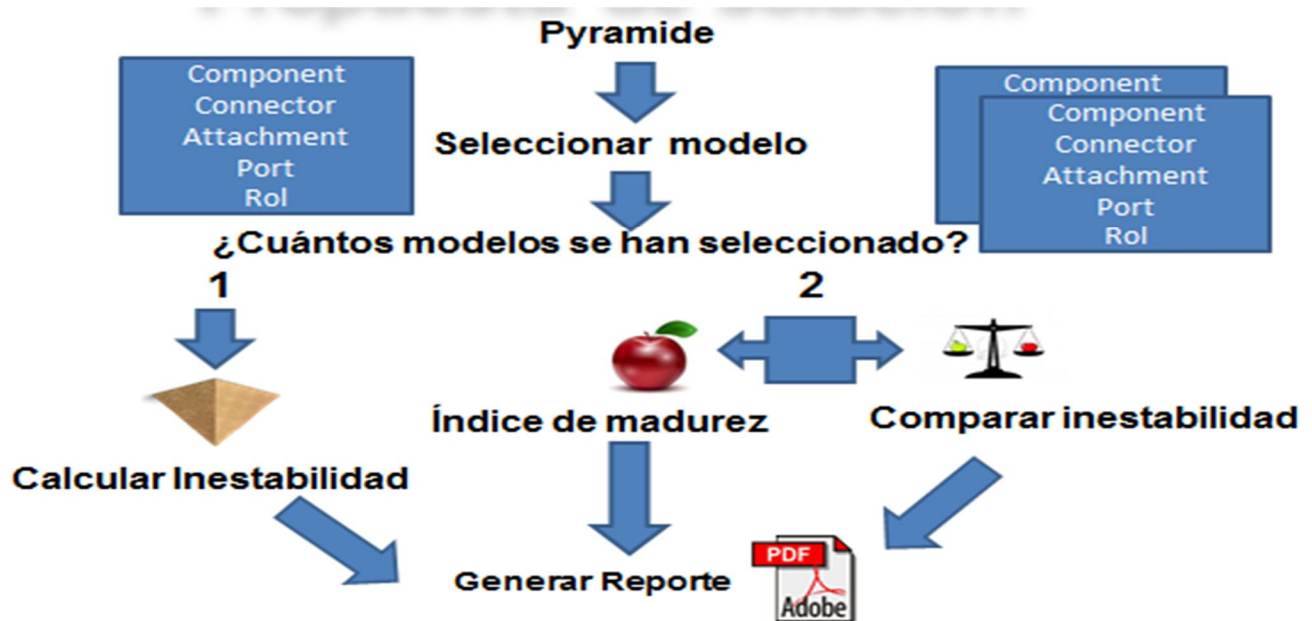 Pyramide
Component
Connector
Attachment
Port
Rol
Seleccionar modelo
Component
Component
Connector
Attachment
Port
Rol
¿Cuántos modelos se han seleccionado?
1
2
Índice de madurez
Comparar inestabilidad
Calcular Inestabilidad
Generar Reporte
PDF
Adobe